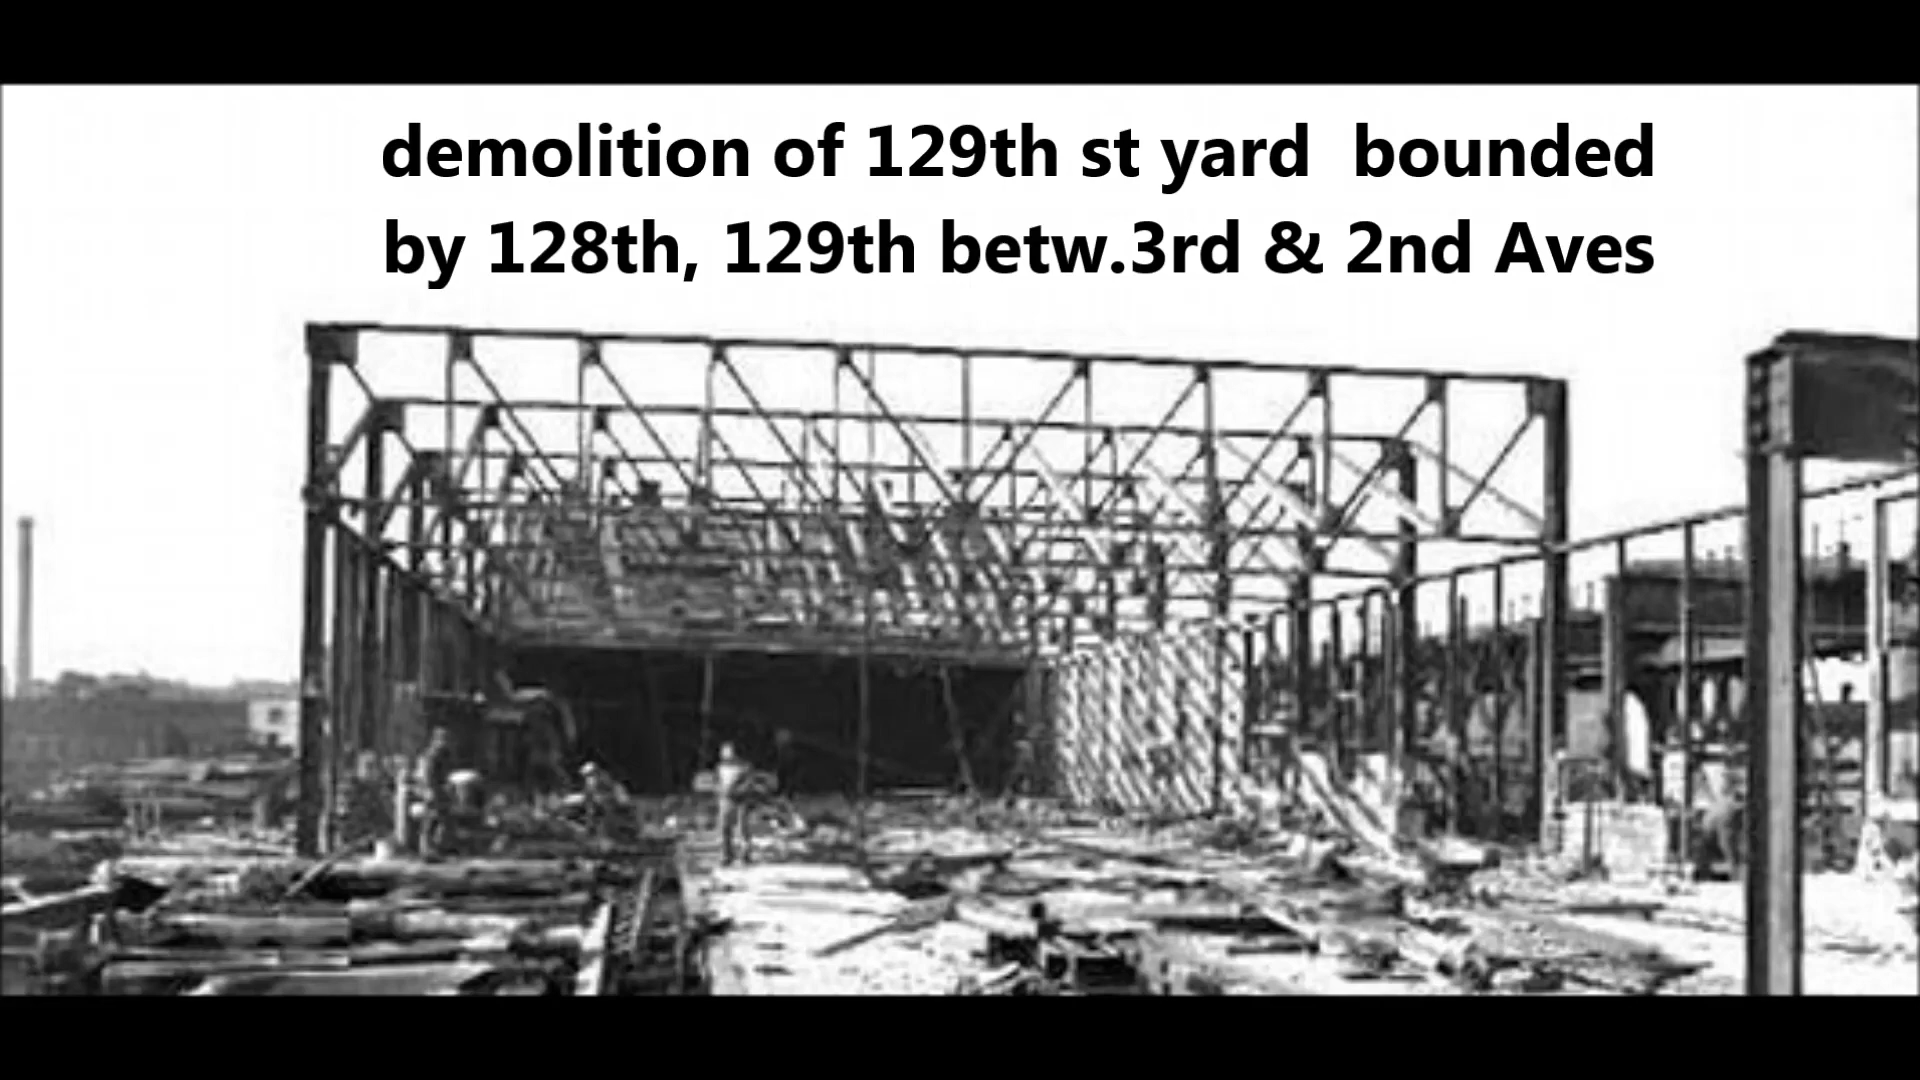 demolition of 129th st yard  bounded
by 128th, 129th betw.3rd & 2nd Aves